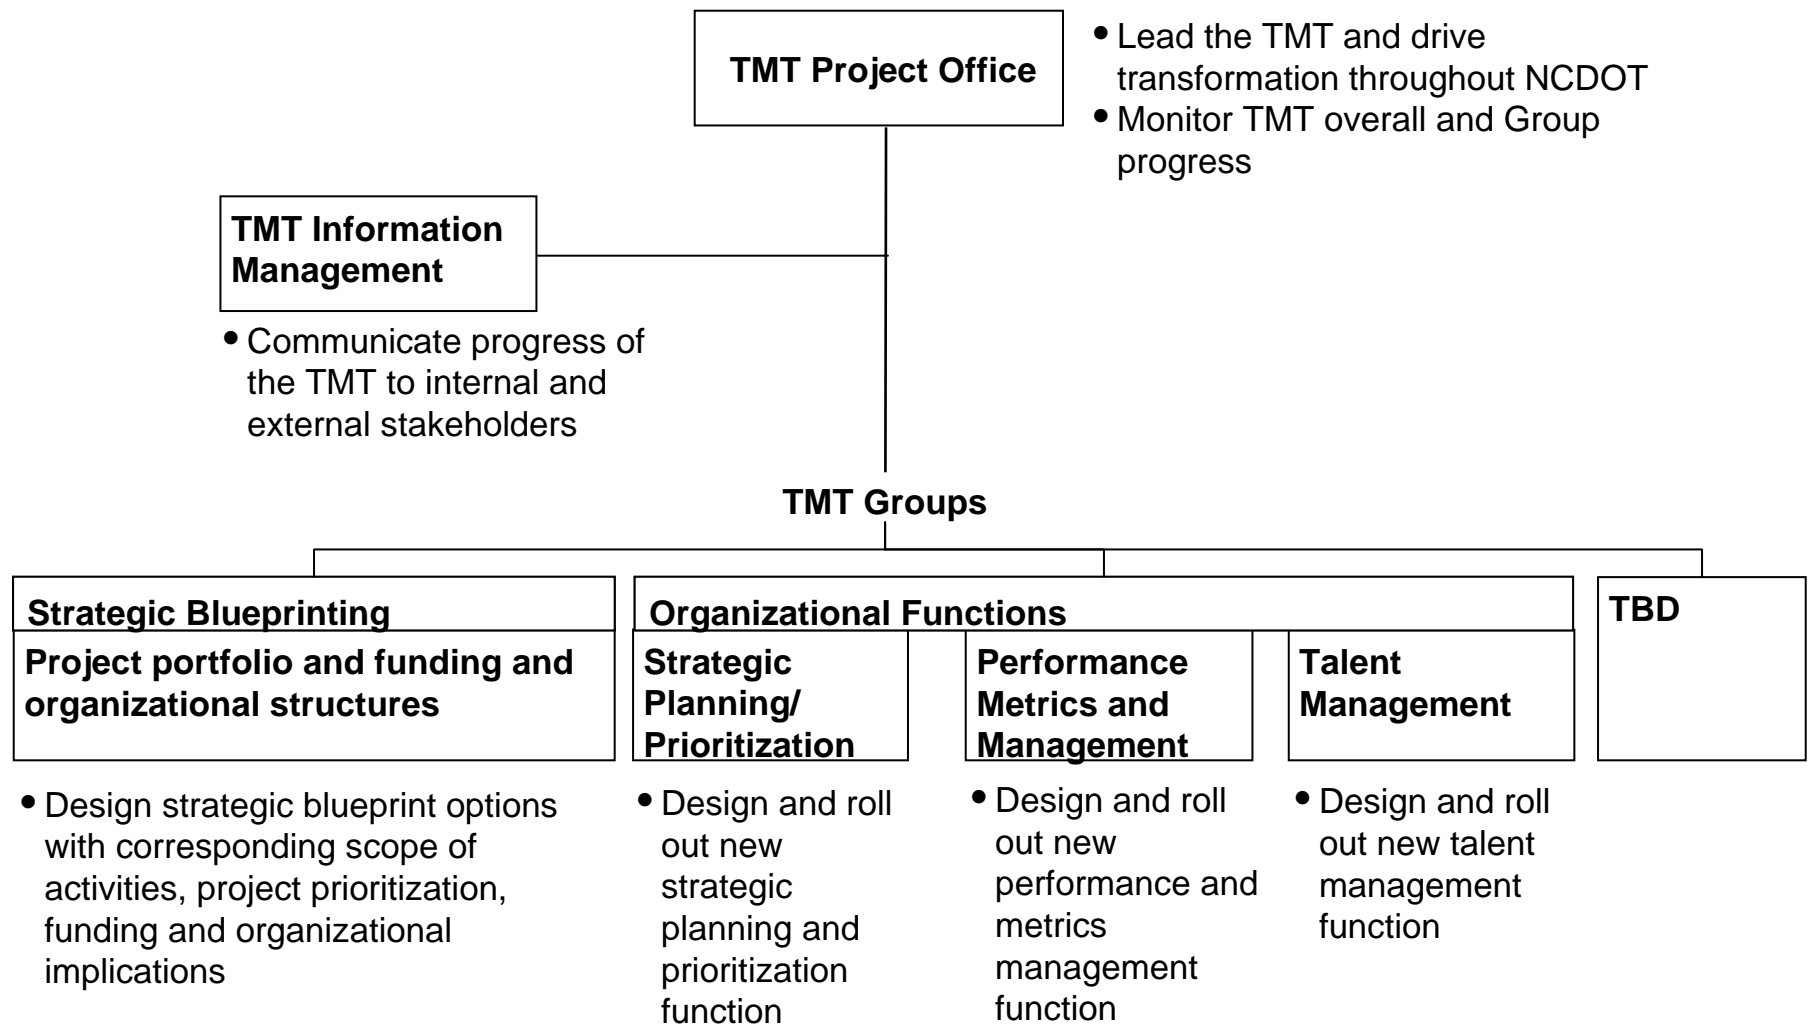 TMT Project Office
• Lead the TMT and drive
transformation throughout NCDOT
• Monitor TMT overall and Group
progress
TMT Information
Management
• Communicate progress of
the TMT to internal and
external stakeholders
TMT Groups
Strategic Blueprinting
Project portfolio and funding and
organizational structures
• Design strategic blueprint options
with corresponding scope of
activities, project prioritization,
funding and organizational
implications
Organizational Functions
Strategic
Planning/
Prioritization
• Design and roll
out new
strategic
planning and
prioritization
function
Performance
Metrics and
Management
• Design and roll
out new
performance and
metrics
management
function
Talent
Management
• Design and roll
out new talent
management
function
TBD